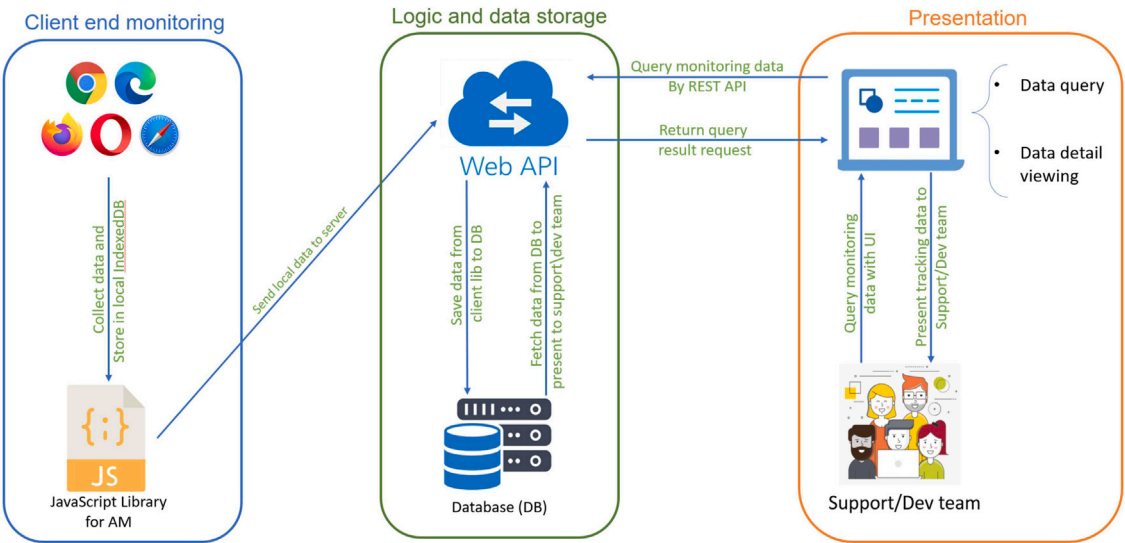 Client end monitoring
Collect data and
Store in local IndexedDB
{;}
JS
JavaScript Library
for AM
Send local data to server
Logic and data storage
Web API
Save data from
client lib to DB
Fetch data from DB to
present to support\dev team
Database (DB)
Query monitoring data
By REST API
Return query
result request
Presentation
• Data query
• Data detail
viewing
Query monitoring
data with UI
Present tracking data to
Support/Dev team
Support/Dev team